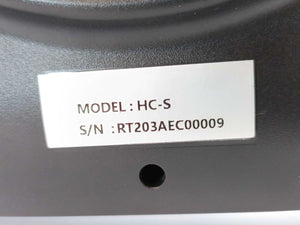 MODEL : HC-S
S/N : RT203AEC00009